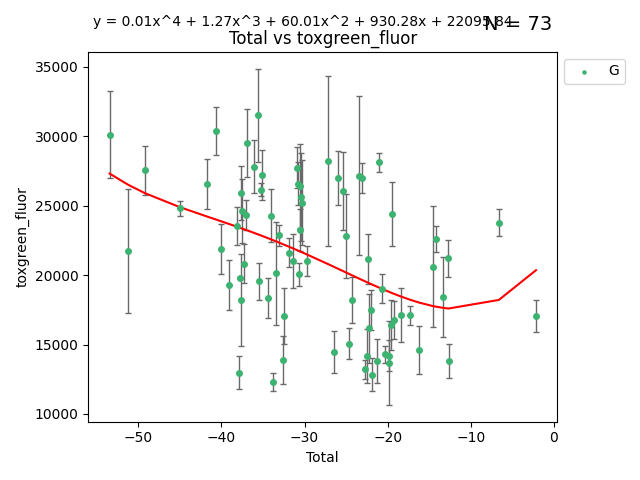 y = 0.01x^4 + 1.27x^3 + 60.01x^2 + 930.28x + 22095.84
N = 73
Total vs toxgreen_fluor
G
35000
30000
25000
20000
15000
10000
toxgreen_fluor
−50 −40 −30 −20 −10 0
Total